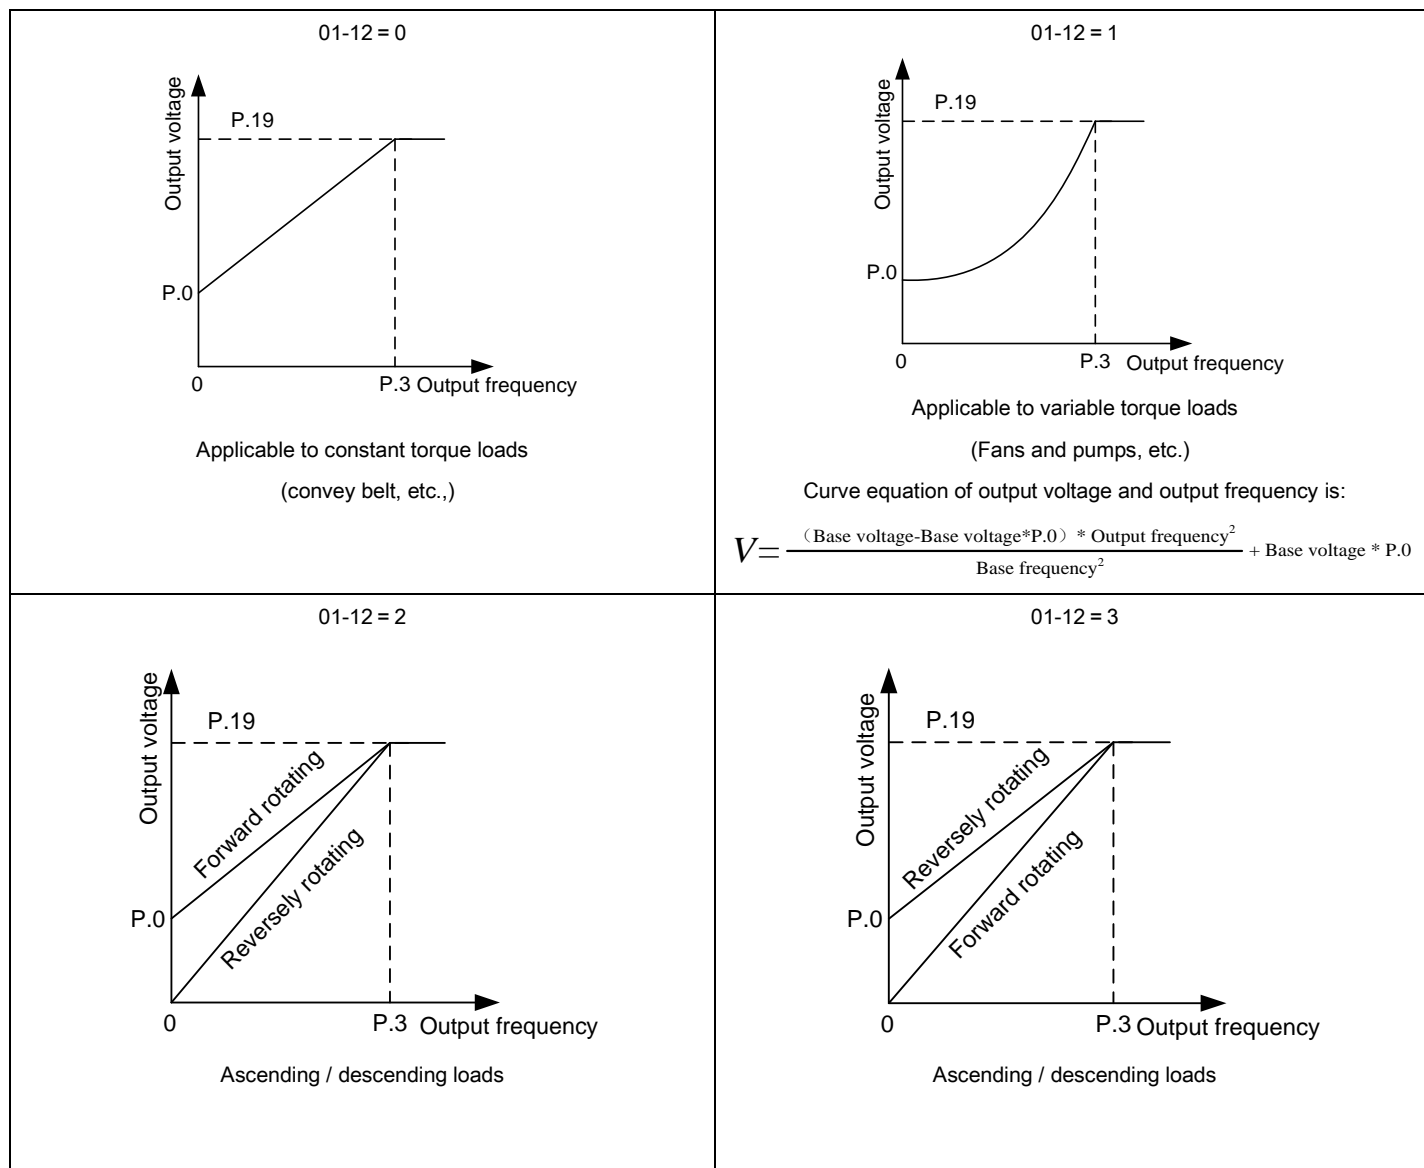 01-12 = 0
Output voltage
P.19
P.0
0
P.3 Output frequency
Applicable to constant torque loads
(convey belt, etc.,)
01-12 = 1
Output voltage
P.19
P.0
0
P.3 Output frequency
Applicable to variable torque loads
(Fans and pumps, etc.)
Curve equation of output voltage and output frequency is:
V= （Base voltage-Base voltage*P.0）* Output frequency² / Base frequency² + Base voltage * P.0
01-12 = 2
Output voltage
P.19
Forward rotating
Reversely rotating
P.0
0
P.3 Output frequency
Ascending / descending loads
01-12 = 3
Output voltage
P.19
Reversely rotating
Forward rotating
P.0
0
P.3 Output frequency
Ascending / descending loads